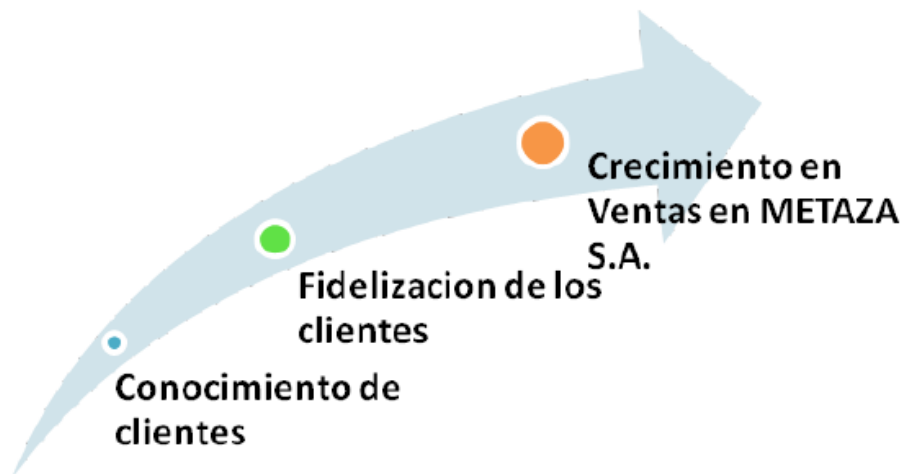 Crecimiento en
Ventas en METAZA
S.A.
Fidelizacion de los
clientes
Conocimiento de
clientes